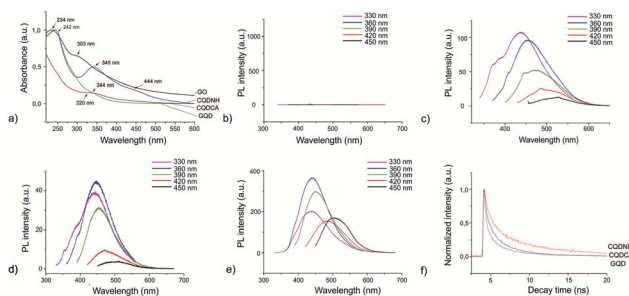 234 nm
242 nm
303 nm
345 nm
444 nm
344 nm
320 nm
GO
CQDNH
CQDCA
GQD
Absornance (a.u.)
1,0
0,5
0,0
250 300 350 400 450 500 550 600
Wavelength (nm)
a)
330 nm
360 nm
390 nm
420 nm
450 nm
PL intensity (a.u.)
100
50
0
300 400 500 600 700
Wavelength (nm)
b)
330 nm
360 nm
390 nm
420 nm
450 nm
PL intensity (a.u.)
125
100
75
50
25
0
400 500 600
Wavelength (nm)
c)
330 nm
360 nm
390 nm
420 nm
450 nm
PL intensity (a.u.)
40
20
0
300 400 500 600 700
Wavelength (nm)
d)
330 nm
360 nm
390 nm
420 nm
450 nm
PL intensity (a.u.)
400
200
0
300 400 500 600 700
Wavelength (nm)
e)
Normalized intensity (a.u.)
1,0
0,5
0,0
5 10 15 20
Decay time (ns)
CQDNI
CQDC
GQD
f)